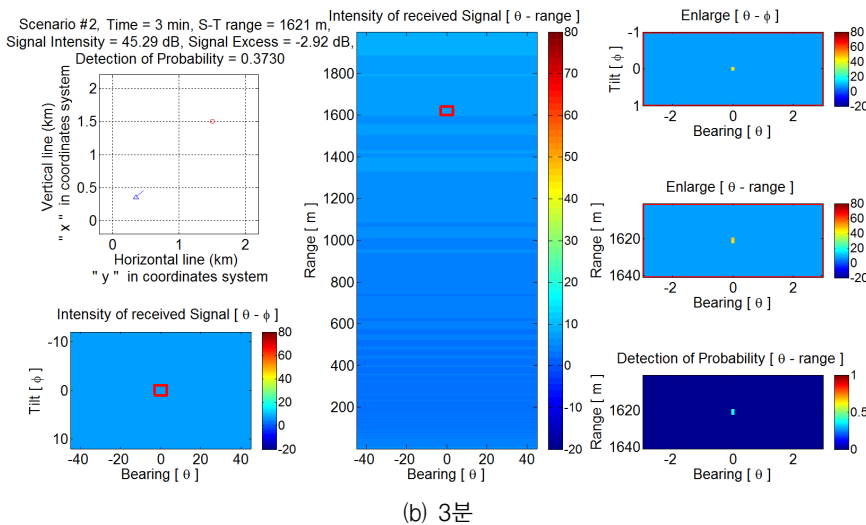 Scenario #2, Time = 3 min, S-T range = 1621 m,
Signal Intensity = 45.29 dB, Signal Excess = -2.92 dB,
Detection of Probability = 0.3730
Vertical line (km)
" x " in coordinates system
2
1.5
1
0.5
0
0 1 2
Horizontal line (km)
" y " in coordinates system
Intensity of received Signal [ θ - ϕ ]
Tilt [ ϕ ]
-10
0
10
-40 -20 0 20 40
Bearing [ θ ]
80
60
40
20
0
-20
Intensity of received Signal [ θ - range ]
Range [ m ]
1800
1600
1400
1200
1000
800
600
400
200
-40 -20 0 20 40
Bearing [ θ ]
80
70
60
50
40
30
20
10
0
-10
-20
Enlarge [ θ - ϕ ]
Tilt [ ϕ ]
-1
0
1
-2 0 2
Bearing [ θ ]
80
60
40
20
0
-20
Enlarge [ θ - range ]
Range [ m ]
1620
1640
-2 0 2
Bearing [ θ ]
80
60
40
20
0
-20
Detection of Probability [ θ - range ]
Range [ m ]
1620
1640
-2 0 2
Bearing [ θ ]
1
0.5
0
(b) 3분